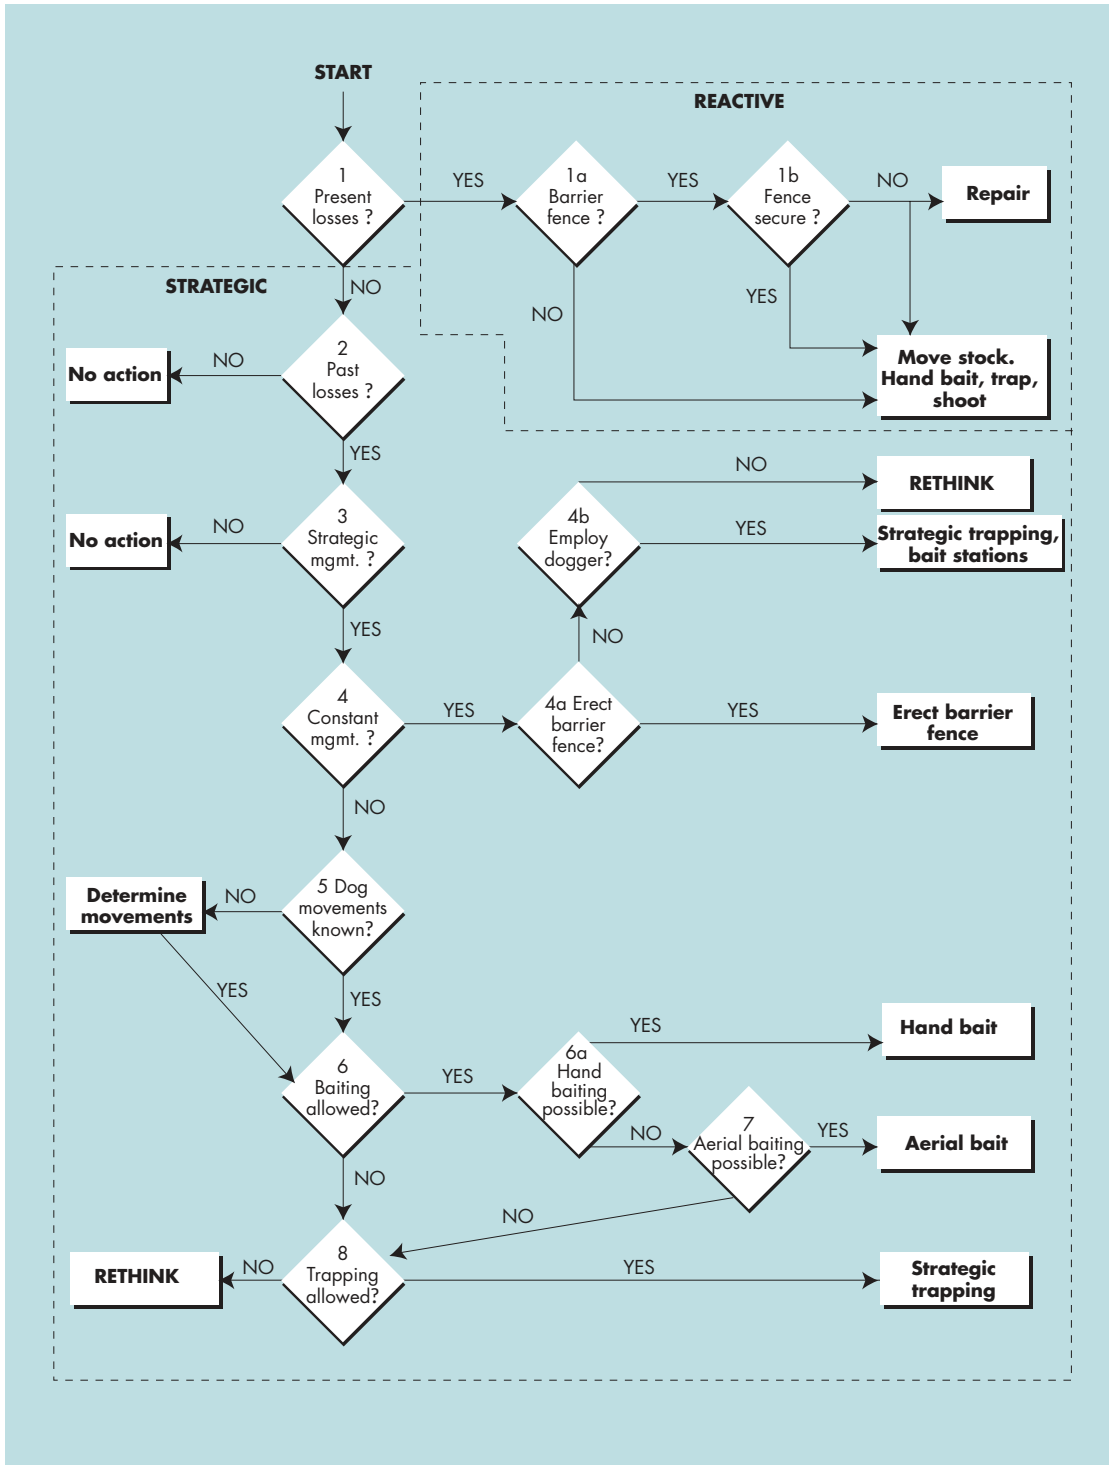 START
REACTIVE
1
Present
losses ?
YES
1a
Barrier
fence ?
YES
1b
Fence
secure ?
NO
Repair
STRATEGIC
NO
NO
YES
Move stock.
Hand bait, trap,
shoot
2
Past
losses ?
NO
No action
YES
3
Strategic
mgmt. ?
NO
No action
4b
Employ
dogger?
NO
RETHINK
YES
Strategic trapping,
bait stations
YES
NO
4
Constant
mgmt. ?
YES
4a Erect
barrier
fence?
YES
Erect barrier
fence
NO
5 Dog
movements
known?
NO
Determine
movements
YES
YES
6
Baiting
allowed?
YES
6a
Hand
baiting
possible?
YES
Hand bait
NO
7
Aerial baiting
possible?
YES
Aerial bait
NO
NO
8
Trapping
allowed?
NO
RETHINK
YES
Strategic
trapping